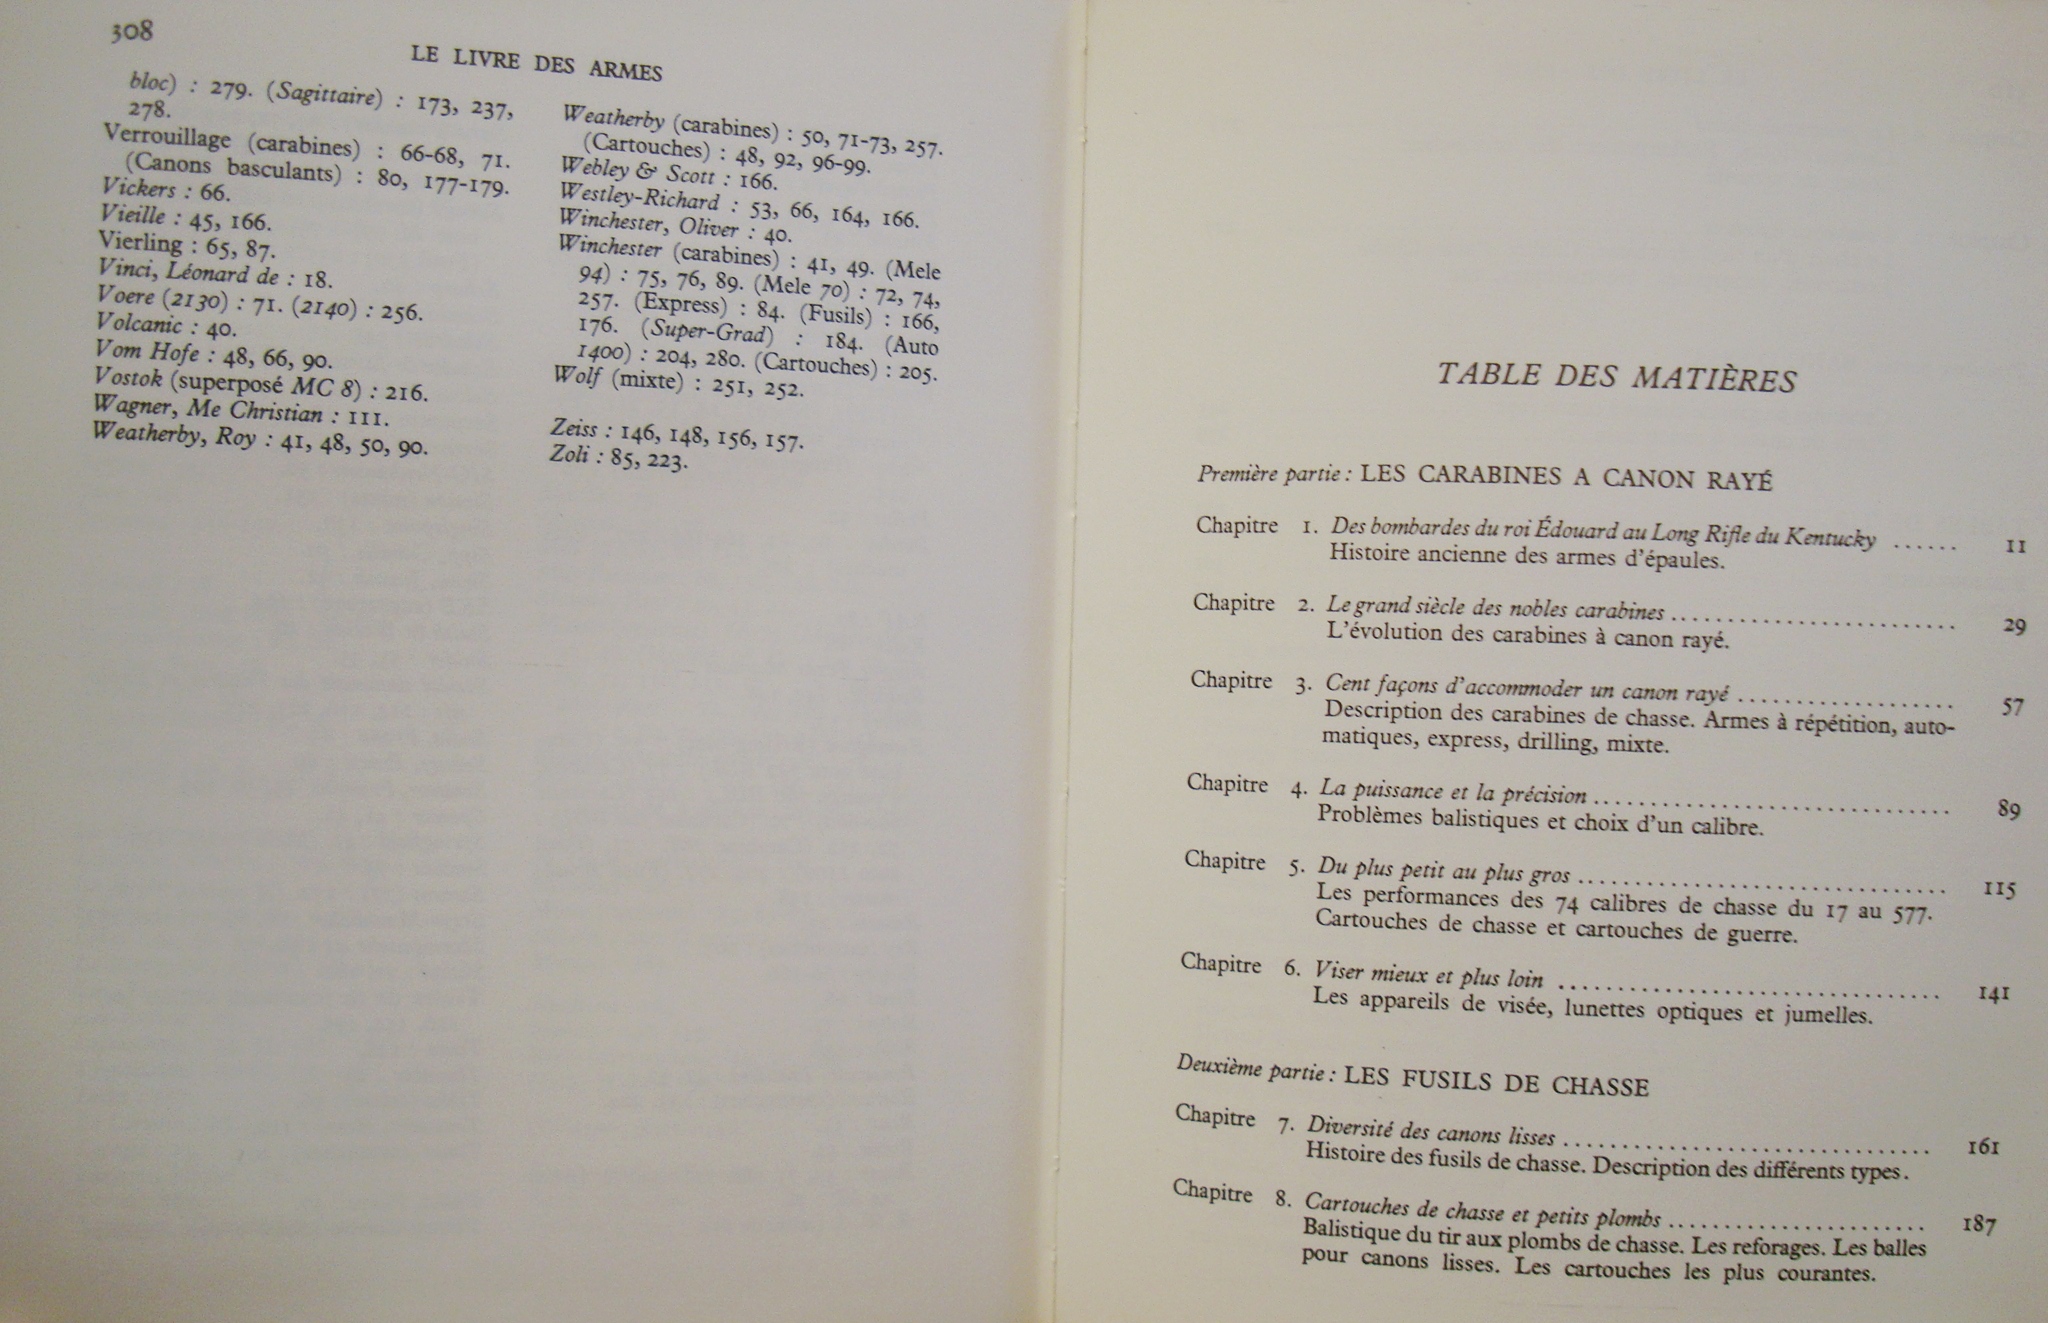 308
LE LIVRE DES ARMES
bloc) : 279. (Sagittaire) : 173, 237,
278.
Verrouillage (carabines) : 66-68, 71.
(Canons basculants) : 80, 177-179.
Vickers : 66.
Vieille : 45, 166.
Vierling : 65, 87.
Vinci, Léonard de : 18.
Voere (2130) : 71. (2140) : 256.
Volcanic : 40.
Vom Hofe : 48, 66, 90.
Vostok (superposé MC 8) : 216.
Wagner, Me Christian : 111.
Weatherby, Roy : 41, 48, 50, 90.
Weatherby (carabines) : 50, 71-73, 257.
(Cartouches) : 48, 92, 96-99.
Webley & Scott : 166.
Westley-Richard : 53, 66, 164, 166.
Winchester, Oliver : 40.
Winchester (carabines) : 41, 49. (Mele
94) : 75, 76, 89. (Mele 70) : 72, 74,
257. (Express) : 84. (Fusils) : 166,
176. (Super-Grad) : 184. (Auto
1400) : 204, 280. (Cartouches) : 205.
Wolf (mixte) : 251, 252.
Zeiss : 146, 148, 156, 157.
Zoli : 85, 223.
TABLE DES MATIÈRES
Première partie : LES CARABINES A CANON RAYÉ
Chapitre 1. Des bombardes du roi Édouard au Long Rifle du Kentucky ...... 11
Histoire ancienne des armes d'épaules.
Chapitre 2. Le grand siècle des nobles carabines .......................... 29
L'évolution des carabines à canon rayé.
Chapitre 3. Cent façons d'accommoder un canon rayé .................... 57
Description des carabines de chasse. Armes à répétition, auto-
matiques, express, drilling, mixte.
Chapitre 4. La puissance et la précision ................................ 89
Problèmes balistiques et choix d'un calibre.
Chapitre 5. Du plus petit au plus gros ................................. 115
Les performances des 74 calibres de chasse du 17 au 577.
Cartouches de chasse et cartouches de guerre.
Chapitre 6. Viser mieux et plus loin .................................. 141
Les appareils de visée, lunettes optiques et jumelles.
Deuxième partie : LES FUSILS DE CHASSE
Chapitre 7. Diversité des canons lisses ................................. 161
Histoire des fusils de chasse. Description des différents types.
Chapitre 8. Cartouches de chasse et petits plombs ....................... 187
Balistique du tir aux plombs de chasse. Les reforages. Les balles
pour canons lisses. Les cartouches les plus courantes.